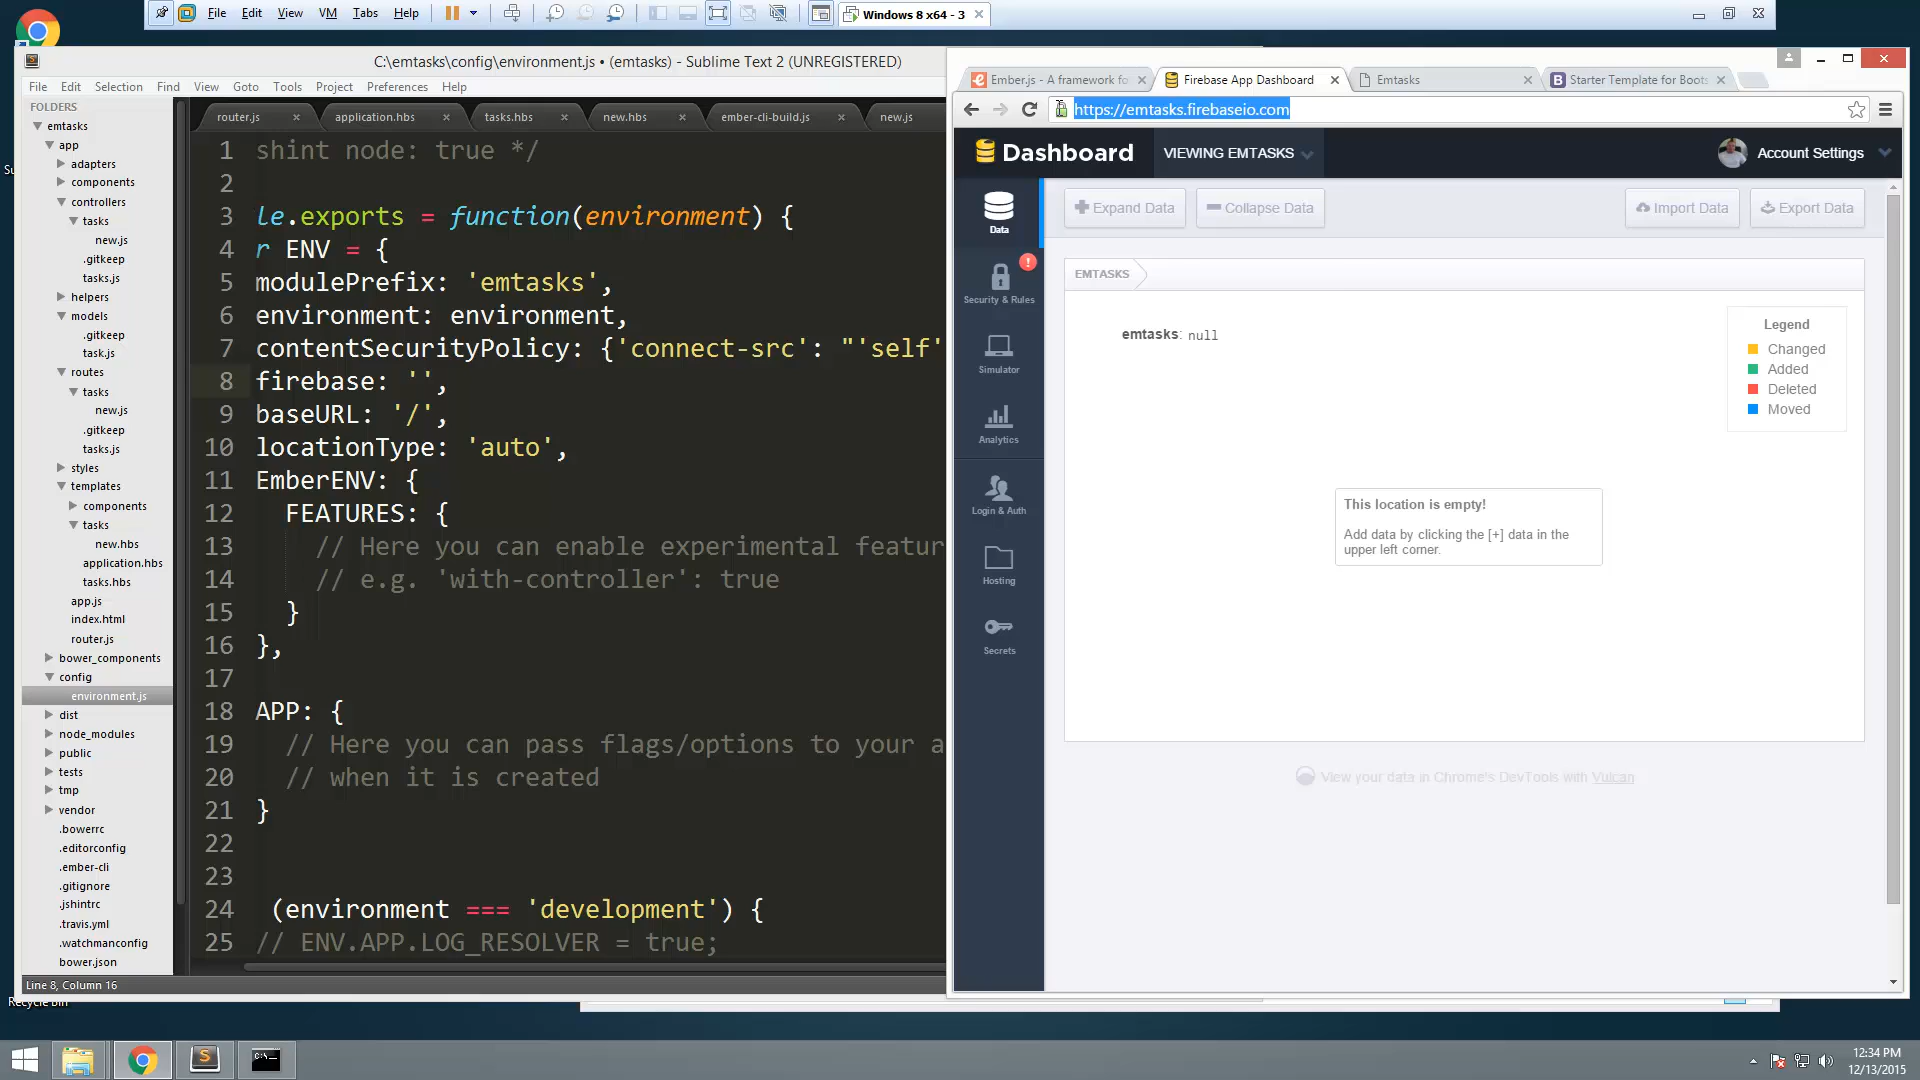 File Edit View VM Tabs Help
Windows 8 x64 - 3
C:\emtasks\config\environment.js • (emtasks) - Sublime Text 2 (UNREGISTERED)
File Edit Selection Find View Goto Tools Project Preferences Help
FOLDERS
emtasks
app
adapters
components
controllers
tasks
new.js
.gitkeep
tasks.js
helpers
models
.gitkeep
task.js
routes
tasks
new.js
.gitkeep
tasks.js
styles
templates
components
tasks
new.hbs
application.hbs
tasks.hbs
app.js
index.html
router.js
bower_components
config
environment.js
dist
node_modules
public
tests
tmp
vendor
.bowerrc
.editorconfig
.ember-cli
.gitignore
.jshintrc
.travis.yml
.watchmanconfig
bower.json
router.js application.hbs tasks.hbs new.hbs ember-cli-build.js new.js
1 shint node: true */
2
3 le.exports = function(environment) {
4 r ENV = {
5 modulePrefix: 'emtasks',
6 environment: environment,
7 contentSecurityPolicy: {'connect-src': "'self'
8 firebase: '',
9 baseURL: '/',
10 locationType: 'auto',
11 EmberENV: {
12 FEATURES: {
13 // Here you can enable experimental featur
14 // e.g. 'with-controller': true
15 }
16 },
17
18 APP: {
19 // Here you can pass flags/options to your a
20 // when it is created
21 }
22
23
24 (environment === 'development') {
25 // ENV.APP.LOG_RESOLVER = true;
Line 8, Column 16
Ember.js - A framework fo Firebase App Dashboard Emtasks Starter Template for Boots
https://emtasks.firebaseio.com
Dashboard VIEWING EMTASKS Account Settings
Data
Security & Rules
Simulator
Analytics
Login & Auth
Hosting
Secrets
Expand Data Collapse Data Import Data Export Data
EMTASKS
emtasks: null
Legend
Changed
Added
Deleted
Moved
This location is empty!
Add data by clicking the [+] data in the
upper left corner.
View your data in Chrome's DevTools with Vulcan
Recycle Bin
12:34 PM
12/13/2015